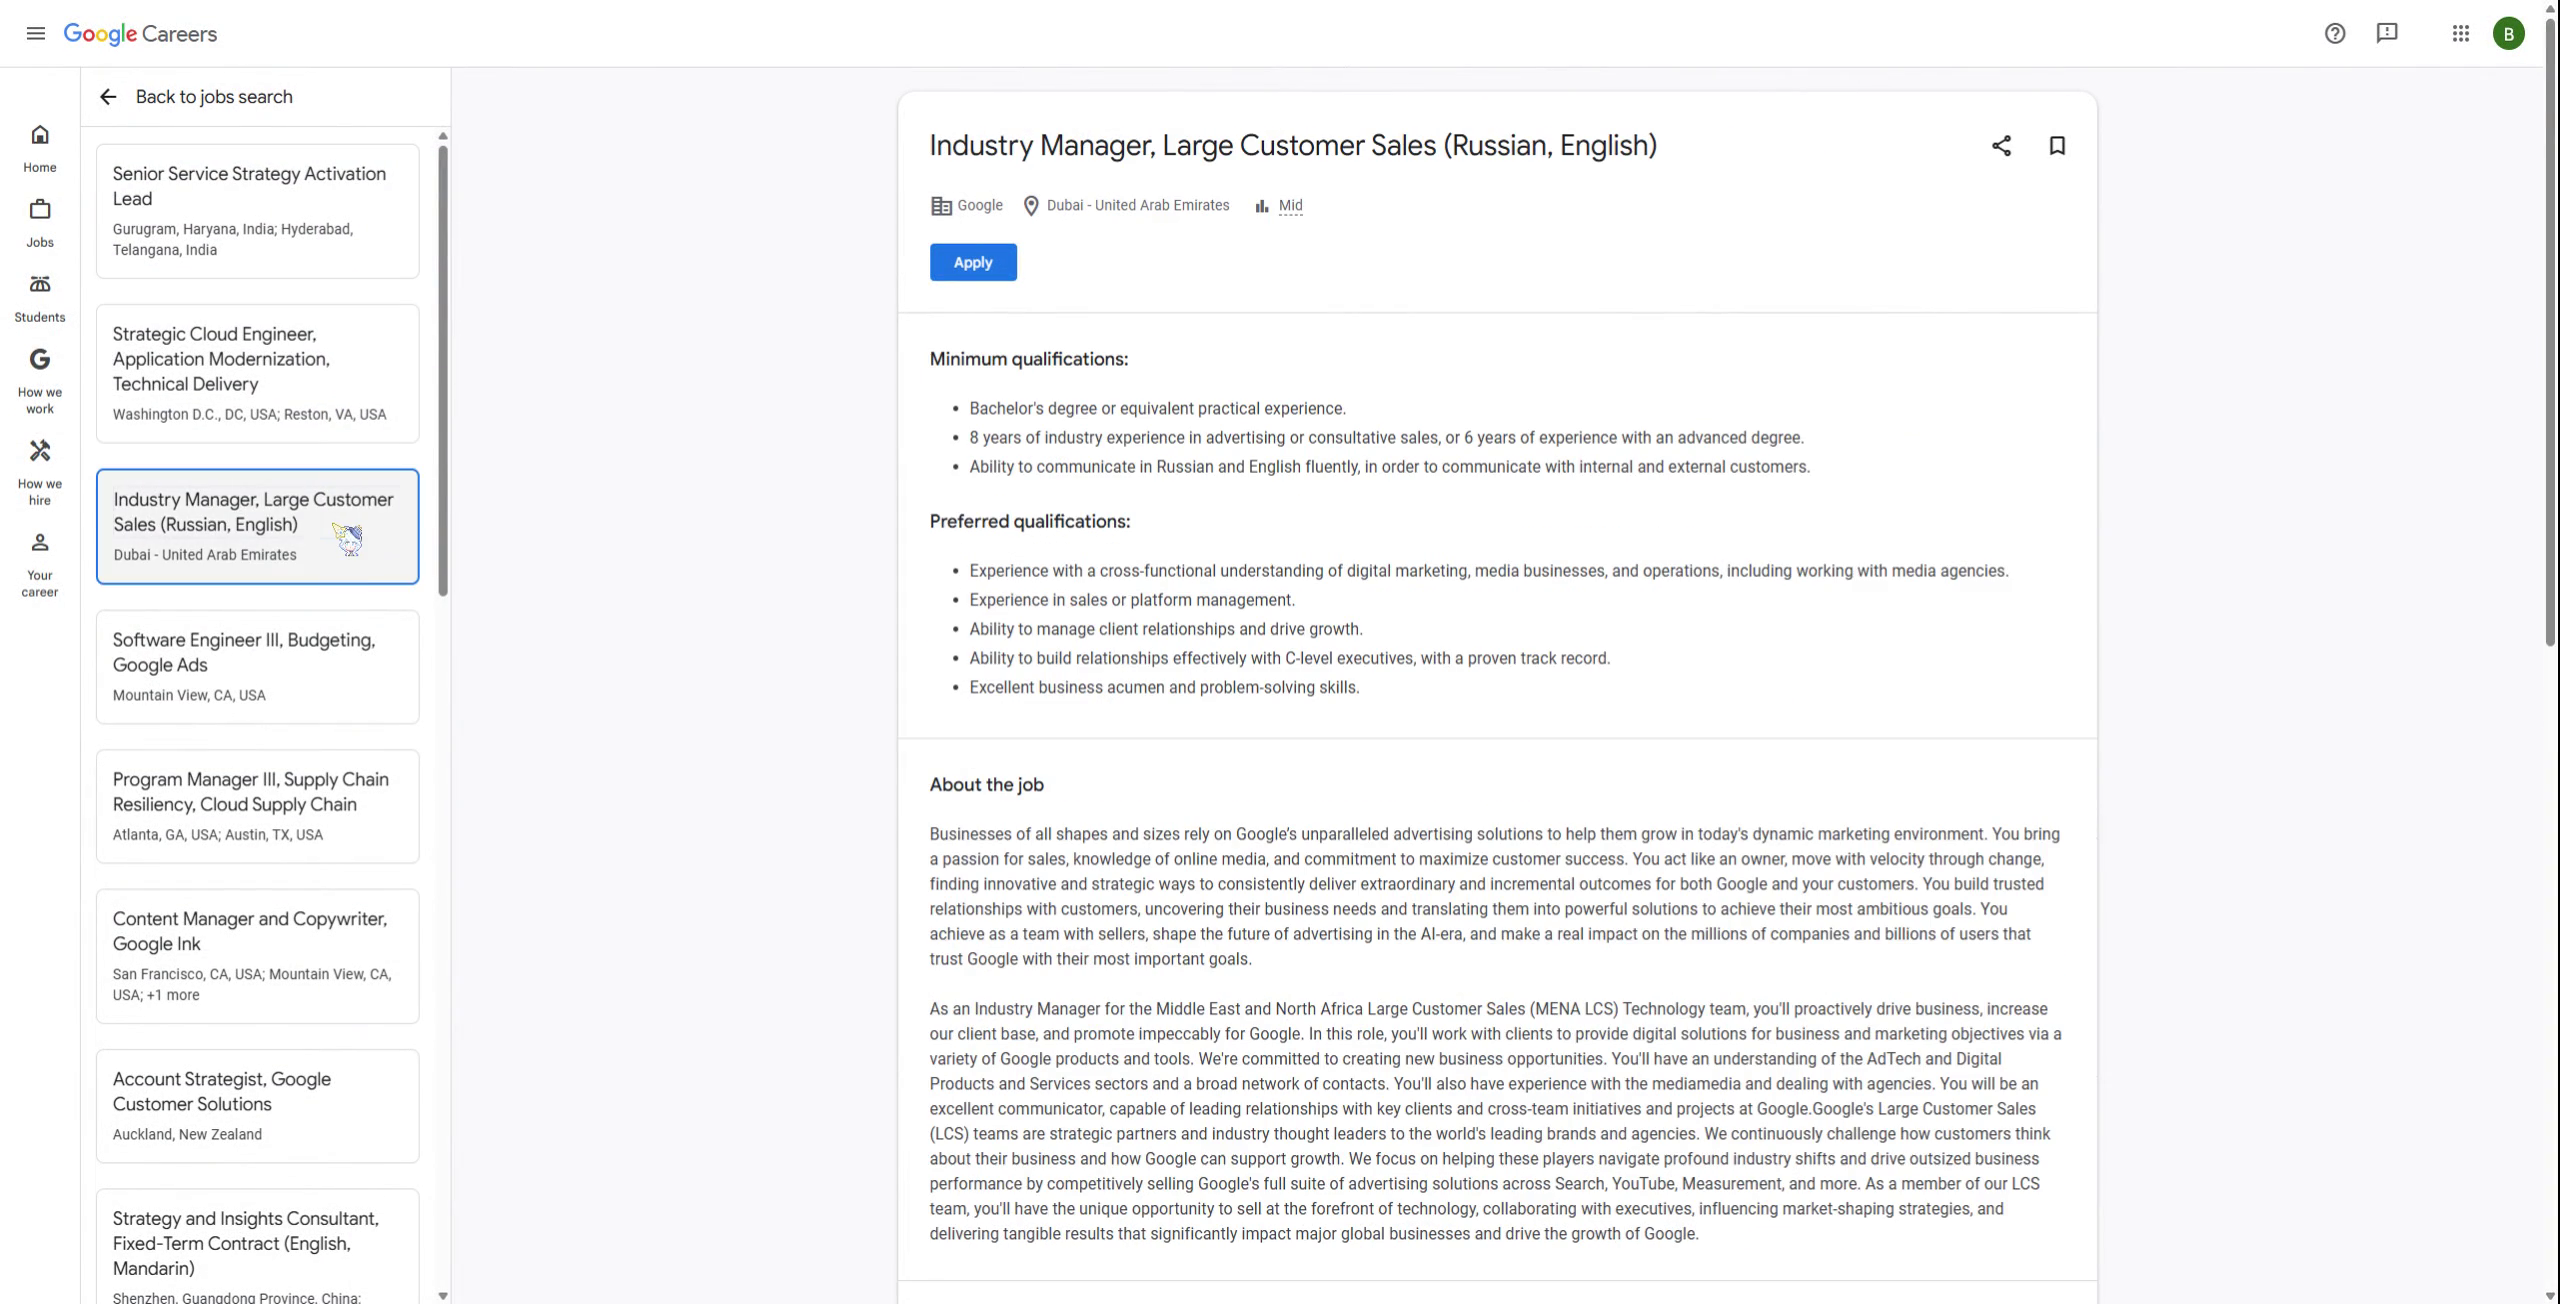 Google Careers
B
Home
Jobs
Students
How we
work
How we
hire
Your
career
Back to jobs search
Senior Service Strategy Activation
Lead
Gurugram, Haryana, India; Hyderabad,
Telangana, India
Strategic Cloud Engineer,
Application Modernization,
Technical Delivery
Washington D.C., DC, USA; Reston, VA, USA
Industry Manager, Large Customer
Sales (Russian, English)
Dubai - United Arab Emirates
Software Engineer III, Budgeting,
Google Ads
Mountain View, CA, USA
Program Manager III, Supply Chain
Resiliency, Cloud Supply Chain
Atlanta, GA, USA; Austin, TX, USA
Content Manager and Copywriter,
Google Ink
San Francisco, CA, USA; Mountain View, CA,
USA; +1 more
Account Strategist, Google
Customer Solutions
Auckland, New Zealand
Strategy and Insights Consultant,
Fixed-Term Contract (English,
Mandarin)
Shenzhen, Guangdong Province, China;
Industry Manager, Large Customer Sales (Russian, English)
Google Dubai - United Arab Emirates Mid
Apply
Minimum qualifications:
• Bachelor's degree or equivalent practical experience.
• 8 years of industry experience in advertising or consultative sales, or 6 years of experience with an advanced degree.
• Ability to communicate in Russian and English fluently, in order to communicate with internal and external customers.
Preferred qualifications:
• Experience with a cross-functional understanding of digital marketing, media businesses, and operations, including working with media agencies.
• Experience in sales or platform management.
• Ability to manage client relationships and drive growth.
• Ability to build relationships effectively with C-level executives, with a proven track record.
• Excellent business acumen and problem-solving skills.
About the job
Businesses of all shapes and sizes rely on Google's unparalleled advertising solutions to help them grow in today's dynamic marketing environment. You bring
a passion for sales, knowledge of online media, and commitment to maximize customer success. You act like an owner, move with velocity through change,
finding innovative and strategic ways to consistently deliver extraordinary and incremental outcomes for both Google and your customers. You build trusted
relationships with customers, uncovering their business needs and translating them into powerful solutions to achieve their most ambitious goals. You
achieve as a team with sellers, shape the future of advertising in the AI-era, and make a real impact on the millions of companies and billions of users that
trust Google with their most important goals.
As an Industry Manager for the Middle East and North Africa Large Customer Sales (MENA LCS) Technology team, you'll proactively drive business, increase
our client base, and promote impeccably for Google. In this role, you'll work with clients to provide digital solutions for business and marketing objectives via a
variety of Google products and tools. We're committed to creating new business opportunities. You'll have an understanding of the AdTech and Digital
Products and Services sectors and a broad network of contacts. You'll also have experience with the mediamedia and dealing with agencies. You will be an
excellent communicator, capable of leading relationships with key clients and cross-team initiatives and projects at Google.Google's Large Customer Sales
(LCS) teams are strategic partners and industry thought leaders to the world's leading brands and agencies. We continuously challenge how customers think
about their business and how Google can support growth. We focus on helping these players navigate profound industry shifts and drive outsized business
performance by competitively selling Google's full suite of advertising solutions across Search, YouTube, Measurement, and more. As a member of our LCS
team, you'll have the unique opportunity to sell at the forefront of technology, collaborating with executives, influencing market-shaping strategies, and
delivering tangible results that significantly impact major global businesses and drive the growth of Google.